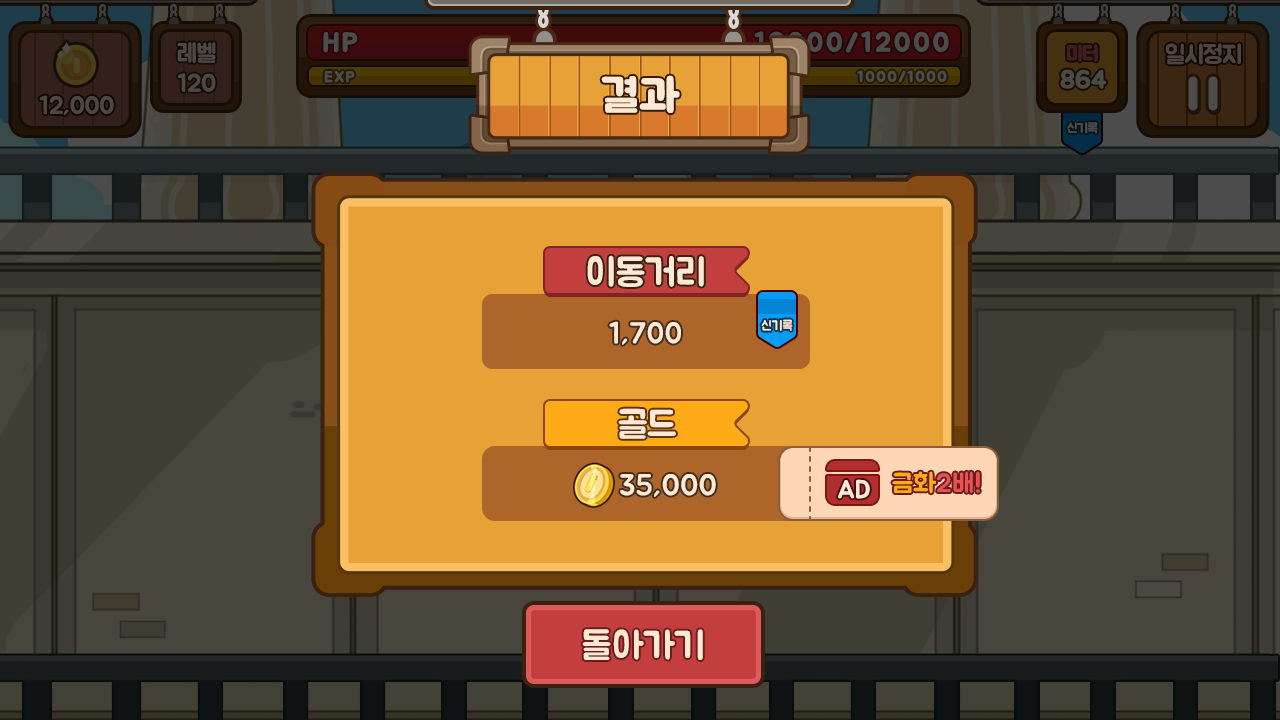 12,000
레벨
120
HP
EXP
12000/12000
1000/1000
미터
864
신기록
일시정지
결과
이동거리
1,700
신기록
골드
35,000
AD 금화2배!
돌아가기